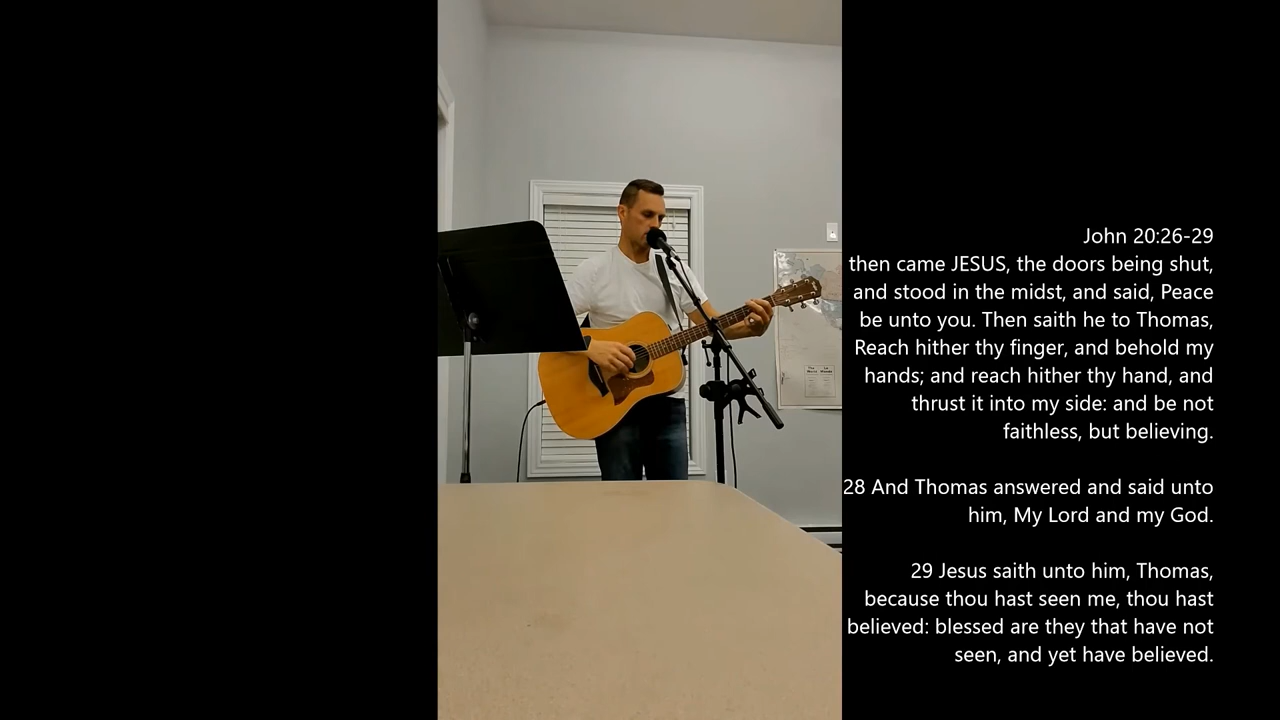 John 20:26-29
then came JESUS, the doors being shut,
and stood in the midst, and said, Peace
be unto you. Then saith he to Thomas,
Reach hither thy finger, and behold my
hands; and reach hither thy hand, and
thrust it into my side: and be not
faithless, but believing.
28 And Thomas answered and said unto
him, My Lord and my God.
29 Jesus saith unto him, Thomas,
because thou hast seen me, thou hast
believed: blessed are they that have not
seen, and yet have believed.